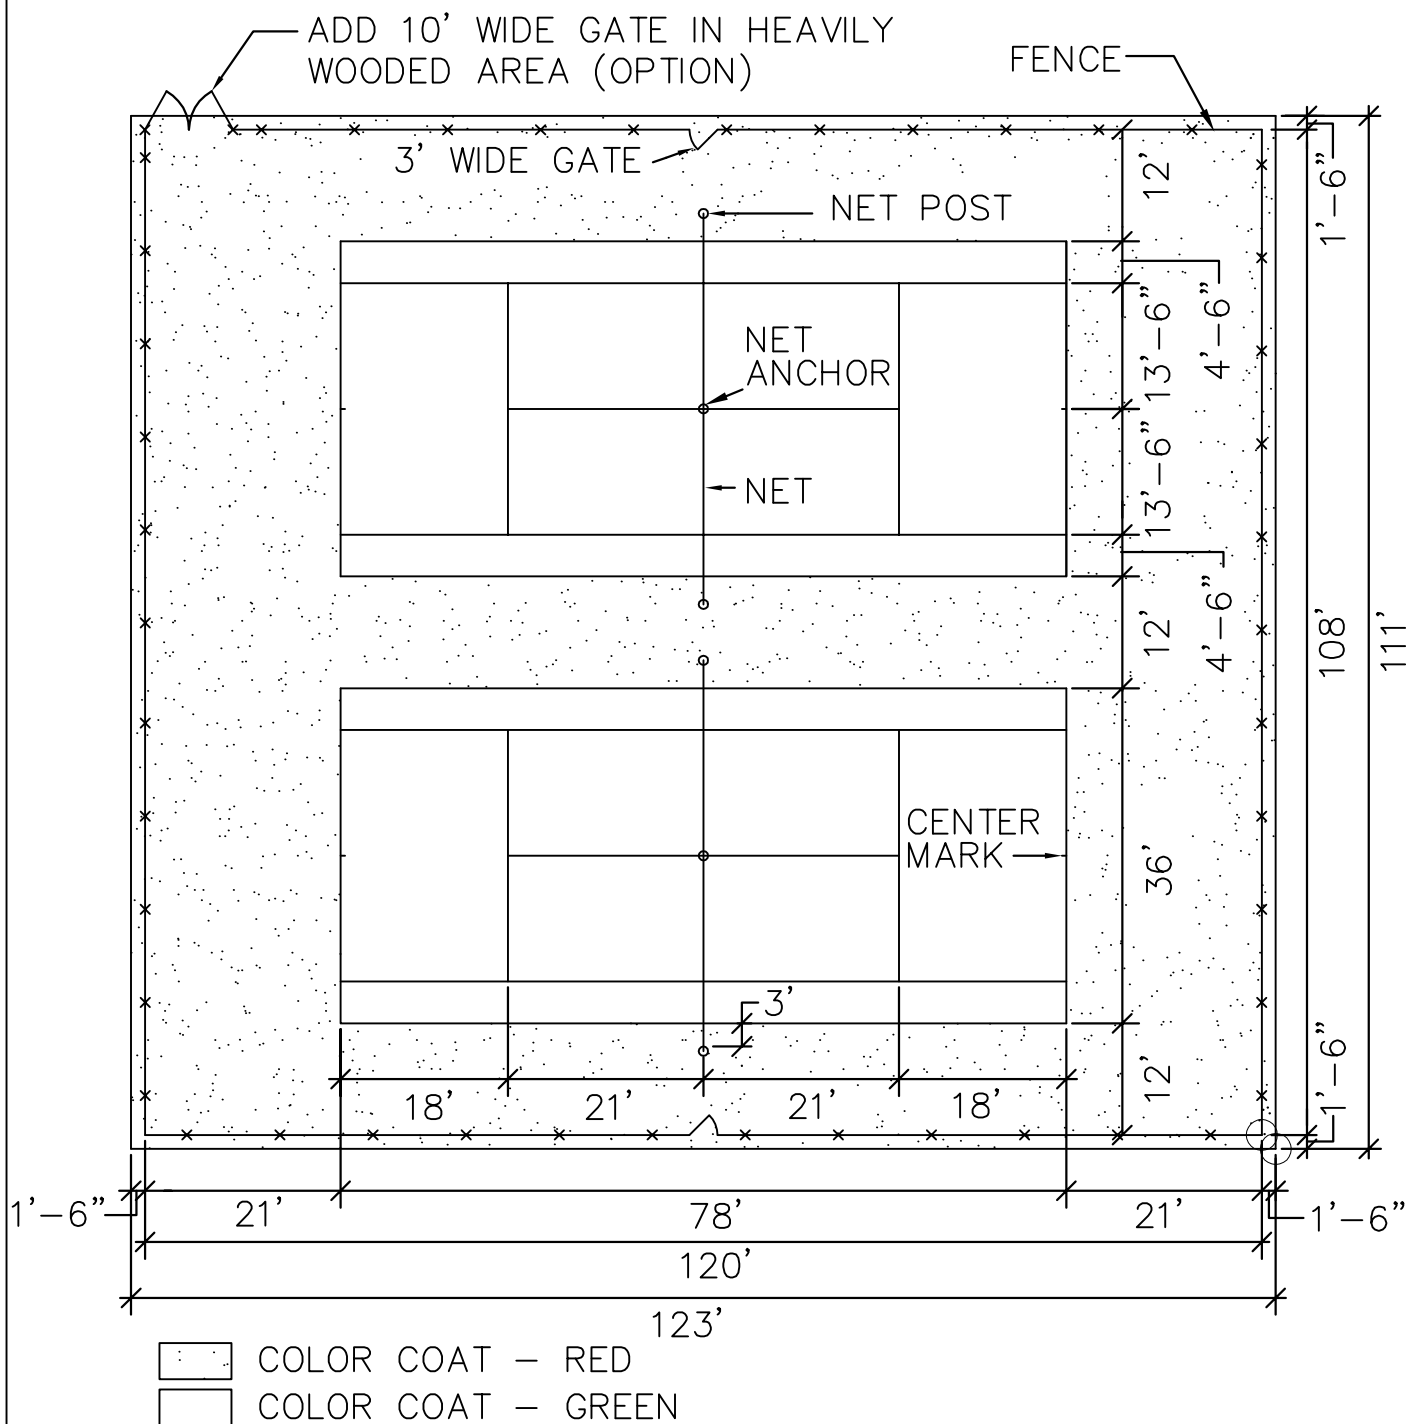 ADD 10' WIDE GATE IN HEAVILY
WOODED AREA (OPTION)
FENCE
3' WIDE GATE
12'
1'-6"
NET POST
4'-6"
13'-6"
NET
ANCHOR
13'-6"
NET
4'-6"
12'
108'
111'
CENTER
MARK
36'
3'
12'
1'-6"
18'
21'
21'
18'
1'-6"
21'
78'
21'
1'-6"
120'
123'
COLOR COAT - RED
COLOR COAT - GREEN